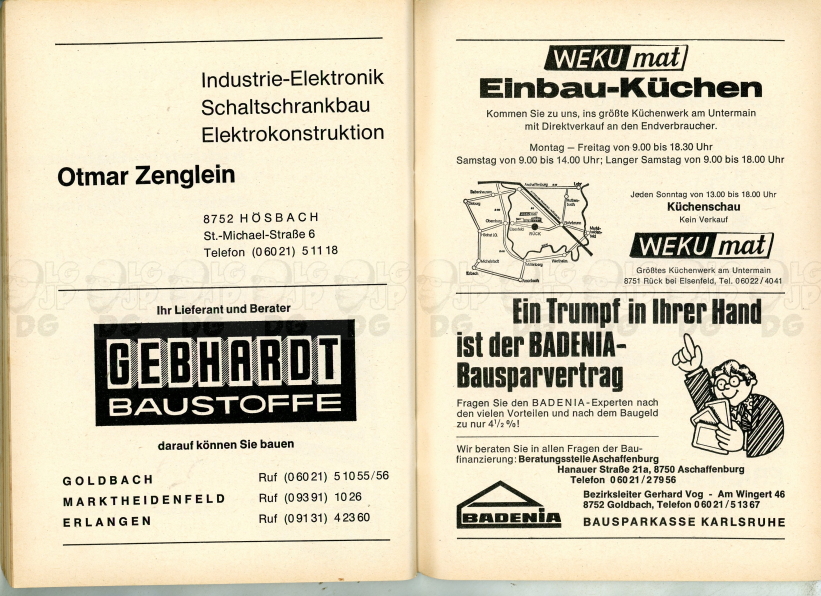 Industrie-Elektronik
Schaltschrankbau
Elektrokonstruktion
Otmar Zenglein
8752 HÖSBACH
St.-Michael-Straße 6
Telefon (0 60 21) 5 11 18
Ihr Lieferant und Berater
GEBHARDT
BAUSTOFFE
darauf können Sie bauen
GOLDBACH Ruf (0 60 21) 5 10 55/56
MARKTHEIDENFELD Ruf (0 93 91) 10 26
ERLANGEN Ruf (0 91 31) 4 23 60
WEKU mat
Einbau-Küchen
Kommen Sie zu uns, ins größte Küchenwerk am Untermain
mit Direktverkauf an den Endverbraucher.
Montag – Freitag von 9.00 bis 18.30 Uhr
Samstag von 9.00 bis 14.00 Uhr; Langer Samstag von 9.00 bis 18.00 Uhr
Aschaffenburg
Obernburg
Elsenfeld
RÜCK
Michelstadt
Erbach
Jeden Sonntag von 13.00 bis 18.00 Uhr
Küchenschau
Kein Verkauf
WEKU mat
Größtes Küchenwerk am Untermain
8751 Rück bei Elsenfeld, Tel. 0 60 22 / 40 41
Ein Trumpf in Ihrer Hand
ist der BADENIA-
Bausparvertrag
Fragen Sie den BADENIA-Experten nach
den vielen Vorteilen und nach dem Baugeld
zu nur 4 1/2 %!
Wir beraten Sie in allen Fragen der Bau-
finanzierung: Beratungsstelle Aschaffenburg
Hanauer Straße 21a, 8750 Aschaffenburg
Telefon 0 60 21 / 2 79 56
Bezirksleiter Gerhard Vog - Am Wingert 46
8752 Goldbach, Telefon 0 60 21 / 5 13 67
BADENIA
BAUSPARKASSE KARLSRUHE